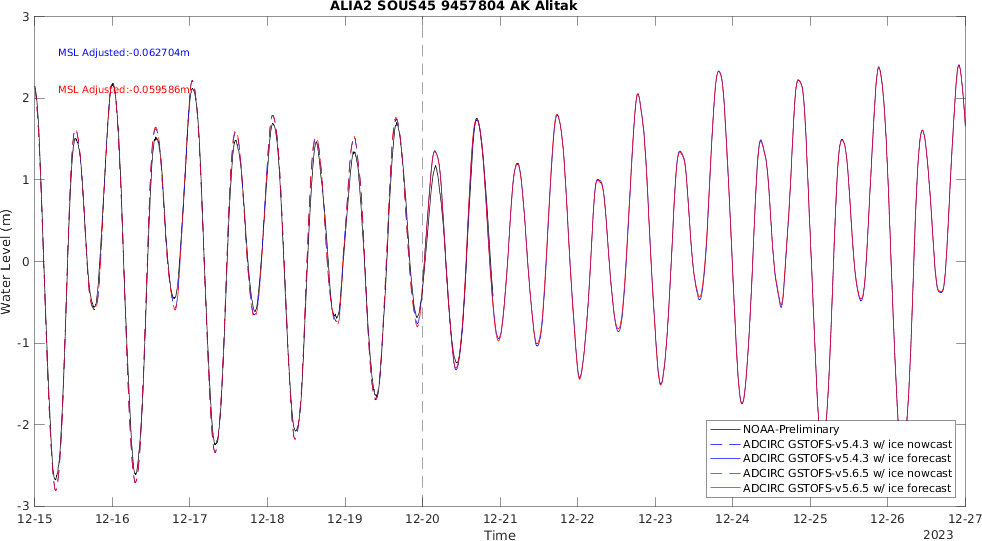 ALIA2 SOUS45 9457804 AK Alitak
MSL Adjusted:-0.062704m
MSL Adjusted:-0.059586m
Water Level (m)
3
2
1
0
-1
-2
-3
NOAA-Preliminary
ADCIRC GSTOFS-v5.4.3 w/ ice nowcast
ADCIRC GSTOFS-v5.4.3 w/ ice forecast
ADCIRC GSTOFS-v5.6.5 w/ ice nowcast
ADCIRC GSTOFS-v5.6.5 w/ ice forecast
12-15 12-16 12-17 12-18 12-19 12-20 12-21 12-22 12-23 12-24 12-25 12-26 12-27
Time
2023